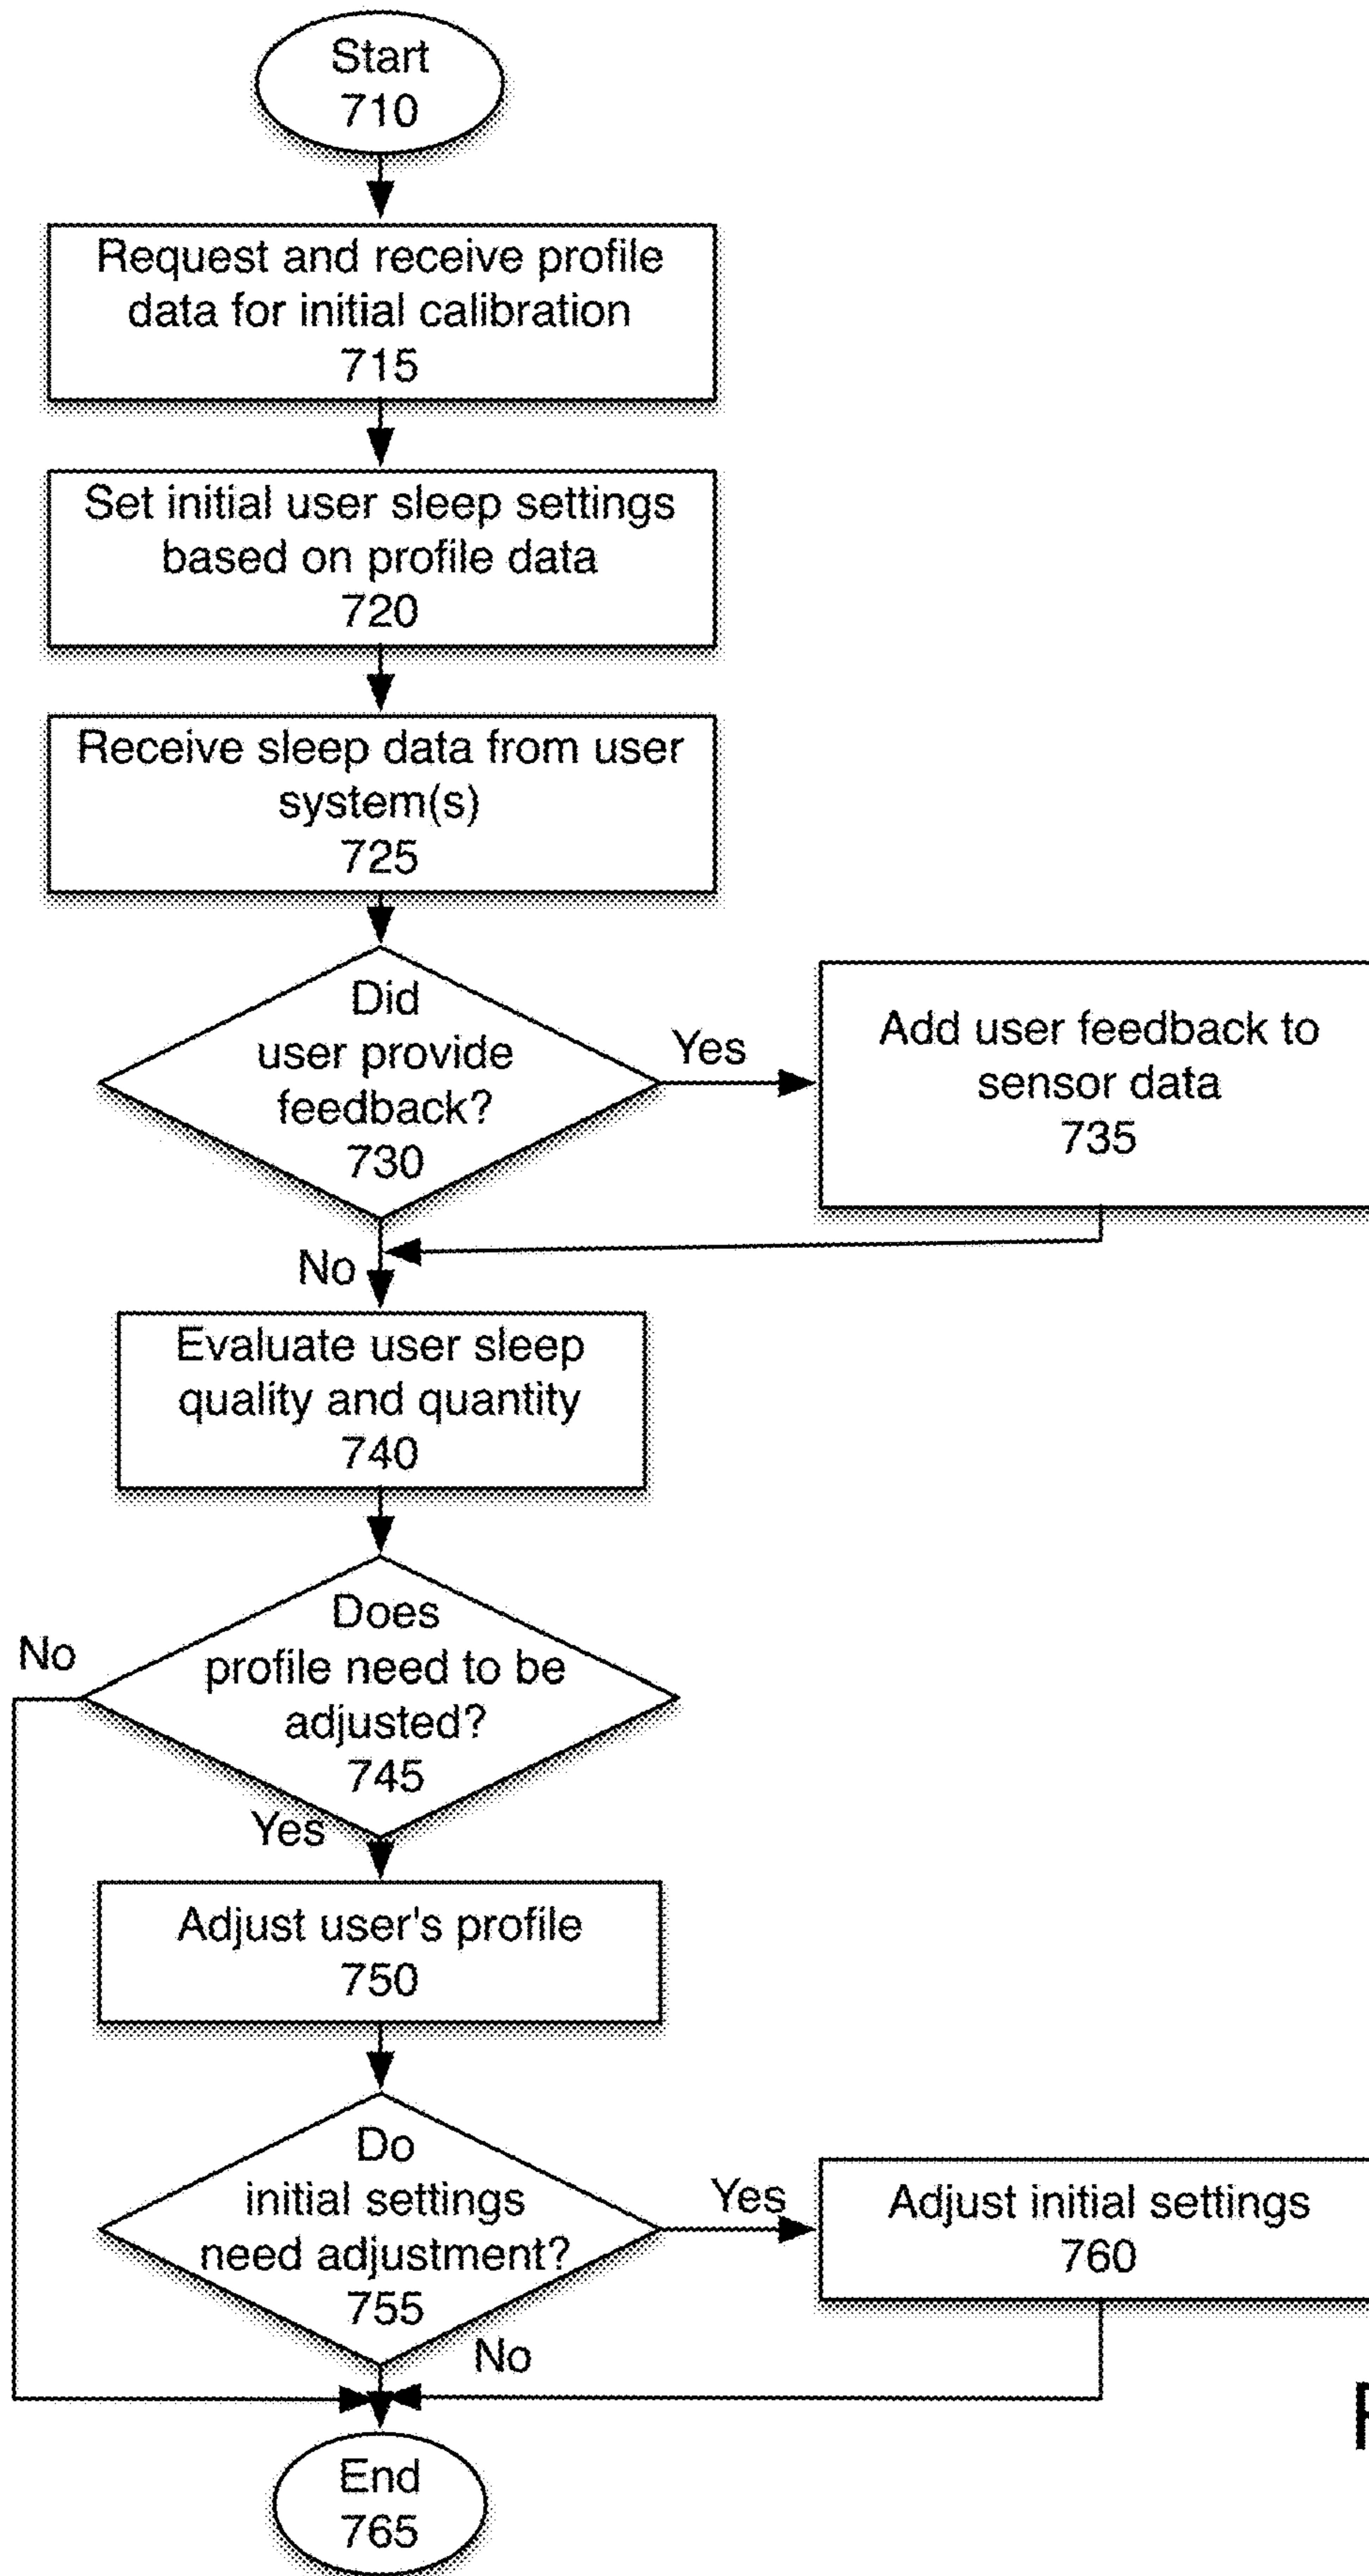 Start
710
Request and receive profile
data for initial calibration
715
Set initial user sleep settings
based on profile data
720
Receive sleep data from user
system(s)
725
Did
user provide
feedback?
730
Yes
Add user feedback to
sensor data
735
No
Evaluate user sleep
quality and quantity
740
Does
profile need to be
adjusted?
745
No
Yes
Adjust user's profile
750
Do
initial settings
need adjustment?
755
Yes
Adjust initial settings
760
No
End
765